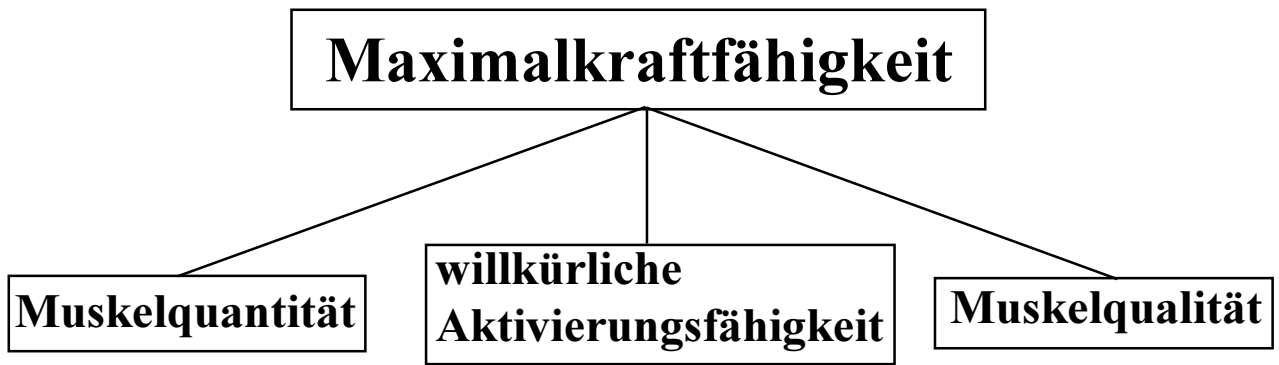 Maximalkraftfähigkeit
Muskelquantität
willkürliche
Aktivierungsfähigkeit
Muskelqualität